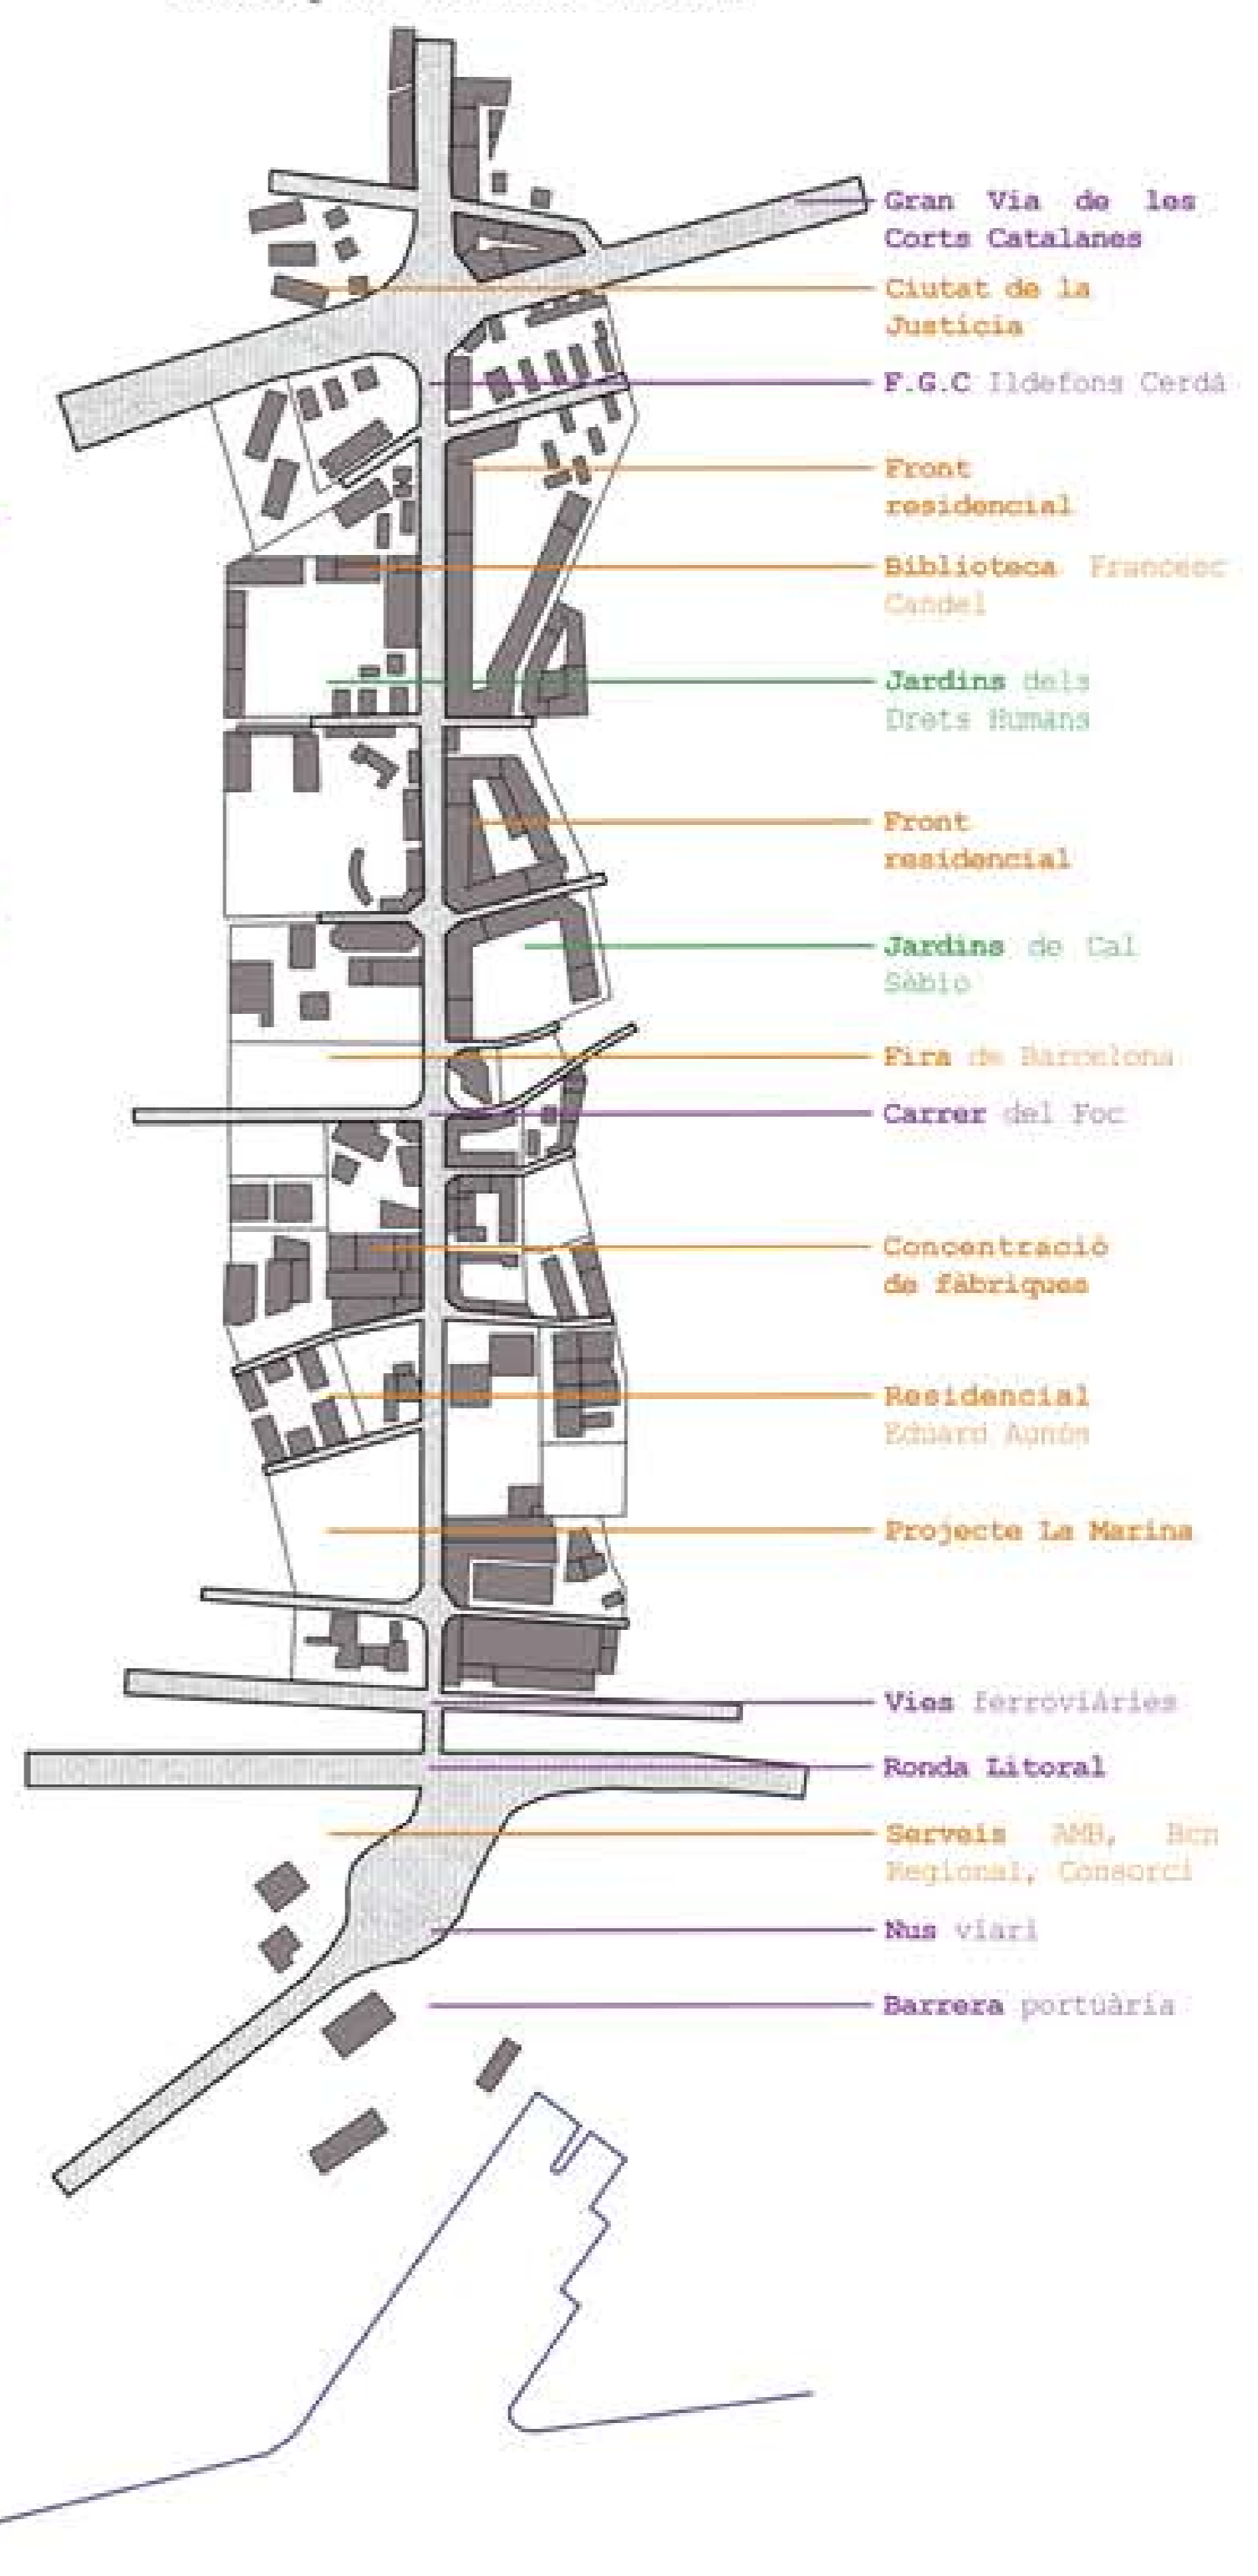 Gran Via de les
Corts Catalanes
Ciutat de la
Justícia
F.G.C Ildefons Cerdà
Front
residencial
Biblioteca Francesc
Candel
Jardins dels
Drets Humans
Front
residencial
Jardins de Cal
Sèbio
Fira de Barcelona
Carrer del Foc
Concentració
de fàbriques
Residencial
Eduard Aunós
Projecte La Marina
Vies ferroviàries
Ronda Litoral
Serveis AMB, Bcn
Regional, Consorci
Nus viari
Barrera portuària